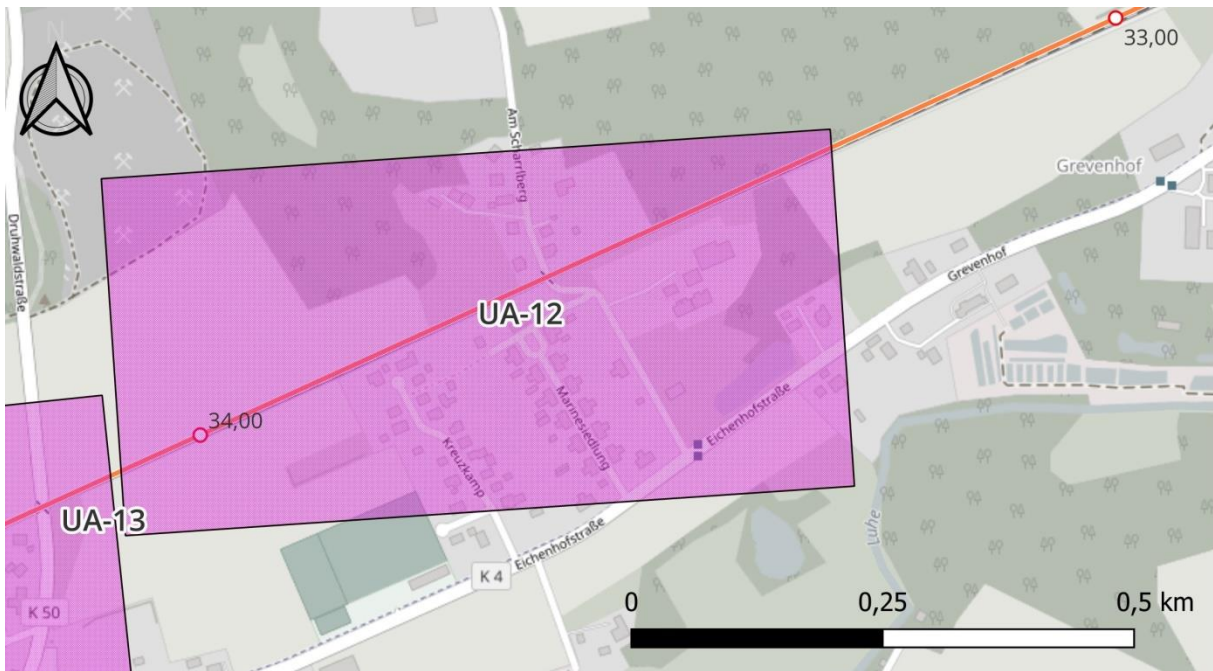 N
33,00
Am Scharrlberg
Grevenhof
Druhwaldstraße
Grevenhof
UA-12
34,00
Eichenhofstraße
Marinesiedlung
Kreuzkamp
UA-13
Eichenhofstraße
Luhe
K 4
K 50
0
0,25
0,5 km